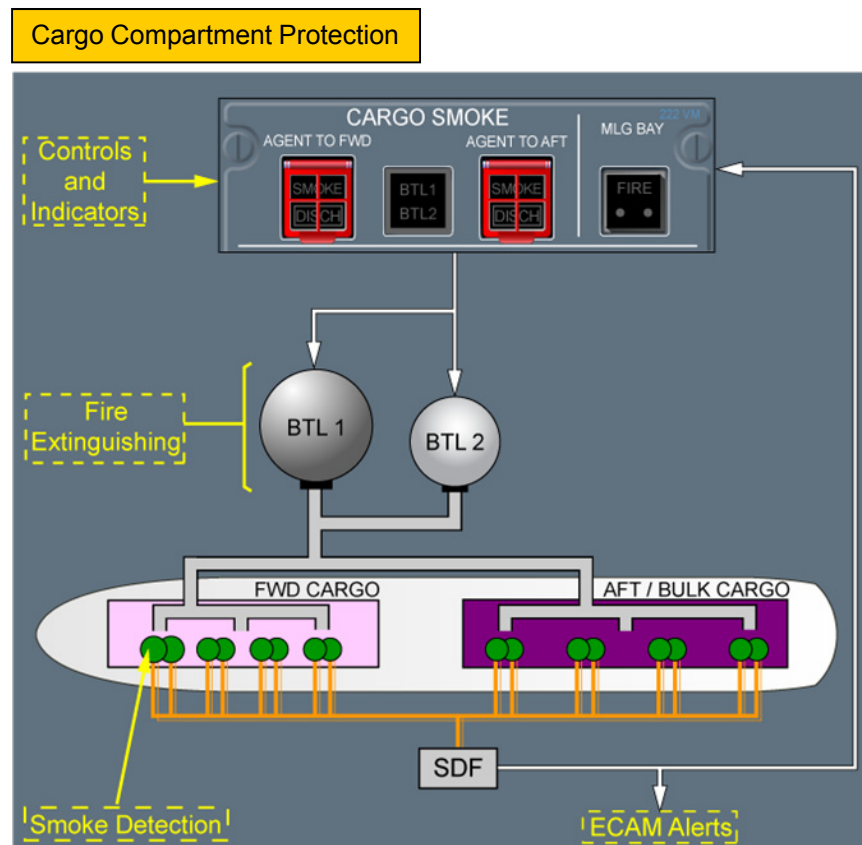 Cargo Compartment Protection
CARGO SMOKE
222 VM
AGENT TO FWD
AGENT TO AFT
MLG BAY
Controls
and
Indicators
SMOKE
DISCH
BTL1
BTL2
SMOKE
DISCH
FIRE
Fire
Extinguishing
BTL 1
BTL 2
FWD CARGO
AFT / BULK CARGO
SDF
Smoke Detection
ECAM Alerts